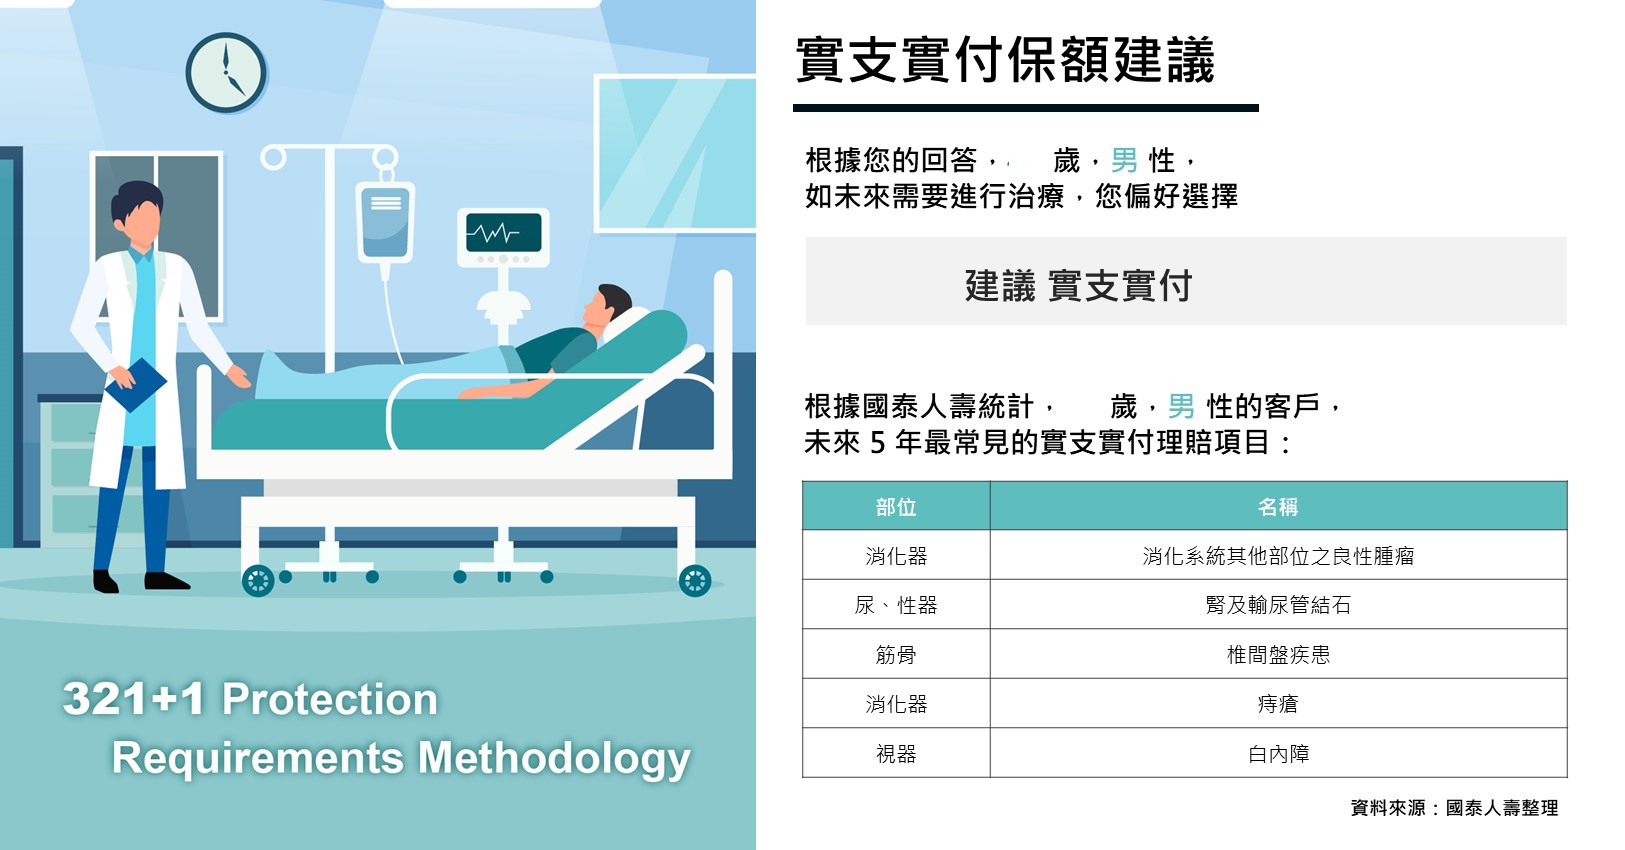 實支實付保額建議
根據您的回答， 歲，男 性，
如未來需要進行治療，您偏好選擇
建議 實支實付
根據國泰人壽統計， 歲，男 性的客戶，
未來 5 年最常見的實支實付理賠項目：
部位 名稱
消化器 消化系統其他部位之良性腫瘤
尿、性器 腎及輸尿管結石
筋骨 椎間盤疾患
消化器 痔瘡
視器 白內障
資料來源：國泰人壽整理
321+1 Protection
Requirements Methodology